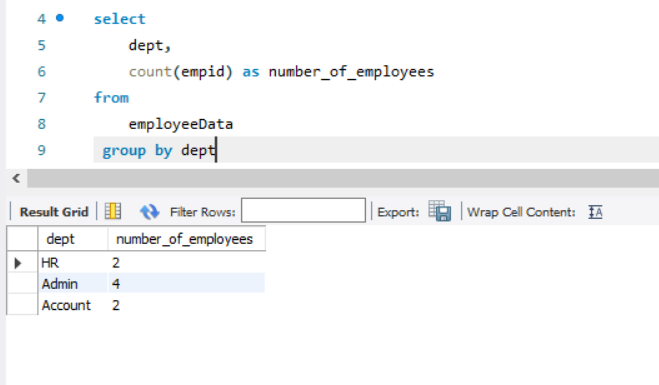 4 select
5 dept,
6 count(empid) as number_of_employees
7 from
8 employeeData
9 group by dept
Result Grid Filter Rows: Export: Wrap Cell Content: IA
dept number_of_employees
HR 2
Admin 4
Account 2